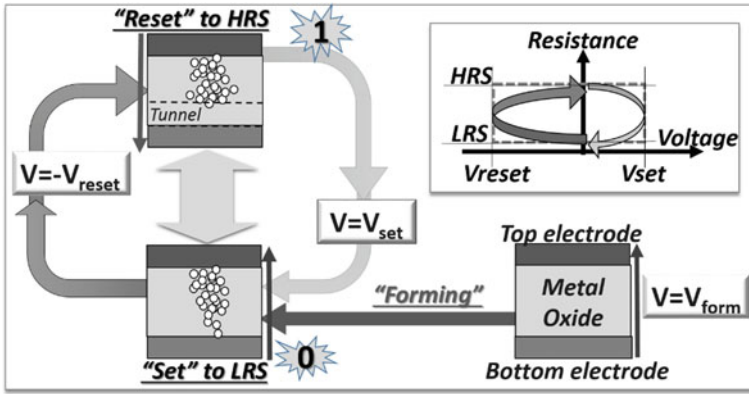 "Reset" to HRS
1
Tunnel
V=-Vreset
V=Vset
"Set" to LRS
0
"Forming"
Top electrode
Metal
Oxide
Bottom electrode
V=Vform
Resistance
HRS
LRS
Voltage
Vreset
Vset